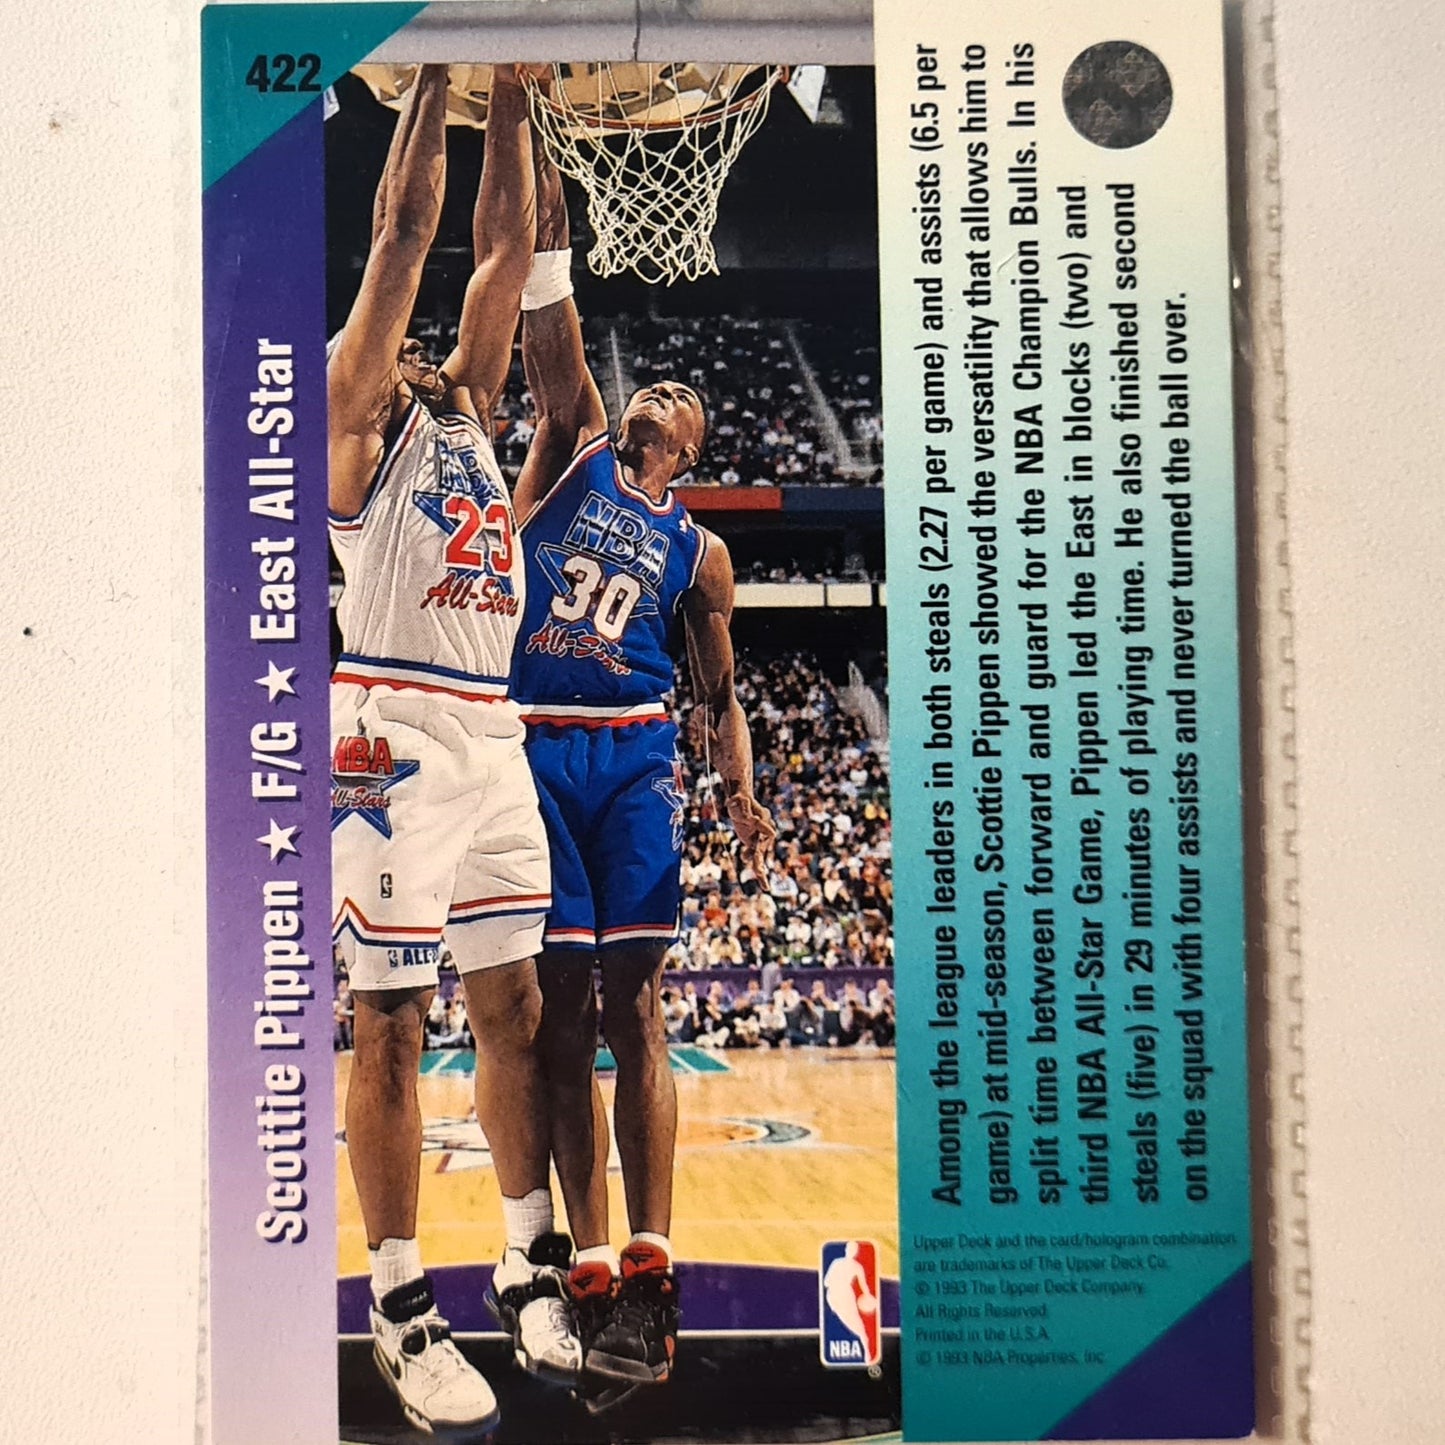 422
Scottie Pippen ★ F/G ★ East All-Star
NBA
23
All-Stars
NBA
30
All-Stars
NBA
All-Stars
ALL-
NBA
®
Among the league leaders in both steals (2.27 per game) and assists (6.5 per
game) at mid-season, Scottie Pippen showed the versatility that allows him to
split time between forward and guard for the NBA Champion Bulls. In his
third NBA All-Star Game, Pippen led the East in blocks (two) and
steals (five) in 29 minutes of playing time. He also finished second
on the squad with four assists and never turned the ball over.
Upper Deck and the card/hologram combination
are trademarks of The Upper Deck Co.
© 1993 The Upper Deck Company.
All Rights Reserved.
Printed in the U.S.A.
© 1993 NBA Properties, Inc.